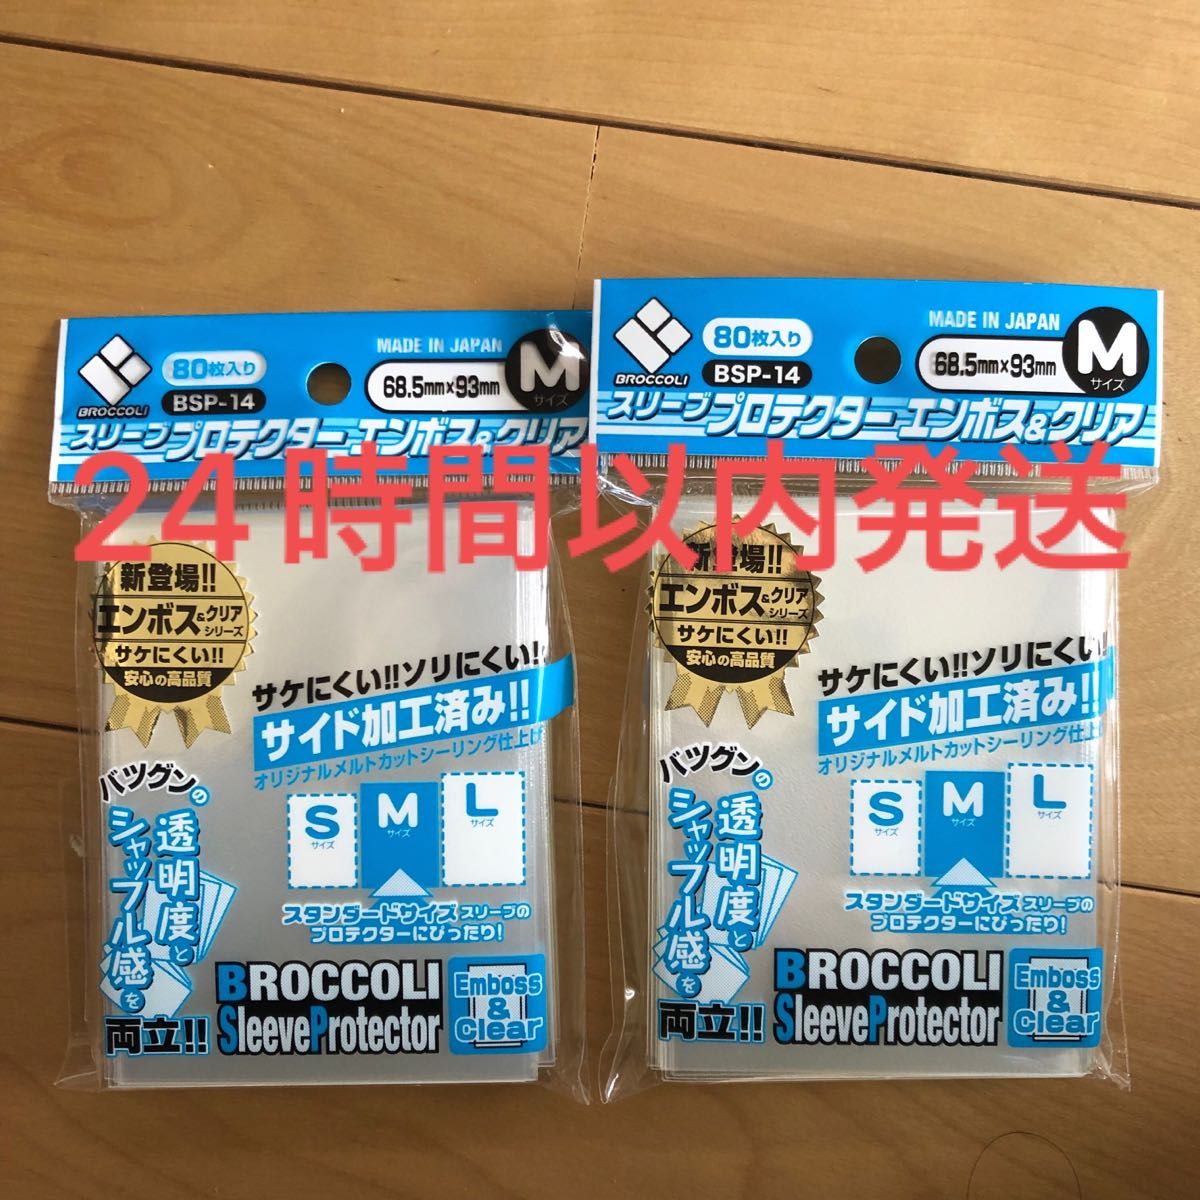 BROCCOLI
80枚入り
BSP-14
MADE IN JAPAN
68.5mm×93mm
Mサイズ
スリーブプロテクター エンボス&クリア
BROCCOLI
80枚入り
BSP-14
MADE IN JAPAN
68.5mm×93mm
Mサイズ
スリーブプロテクター エンボス&クリア
24時間以内発送
新登場!!
エンボス&クリアシリーズ
サケにくい!!
安心の高品質
サケにくい!!ソリにくい!!
サイド加工済み!!
オリジナルメルトカットシーリング仕上げ
バツグンの
透明度と
シャッフル感を
両立!!
Sサイズ
Mサイズ
Lサイズ
スタンダードサイズスリーブの
プロテクターにぴったり!
BROCCOLI
SleeveProtector
Emboss
&
Clear
新登場!!
エンボス&クリアシリーズ
サケにくい!!
安心の高品質
サケにくい!!ソリにくい!
サイド加工済み!!
オリジナルメルトカットシーリング仕上
バツグンの
透明度と
シャッフル感を
両立!!
Sサイズ
Mサイズ
Lサイズ
スタンダードサイズスリーブの
プロテクターにぴったり!
BROCCOLI
SleeveProtector
Emboss
&
Clear